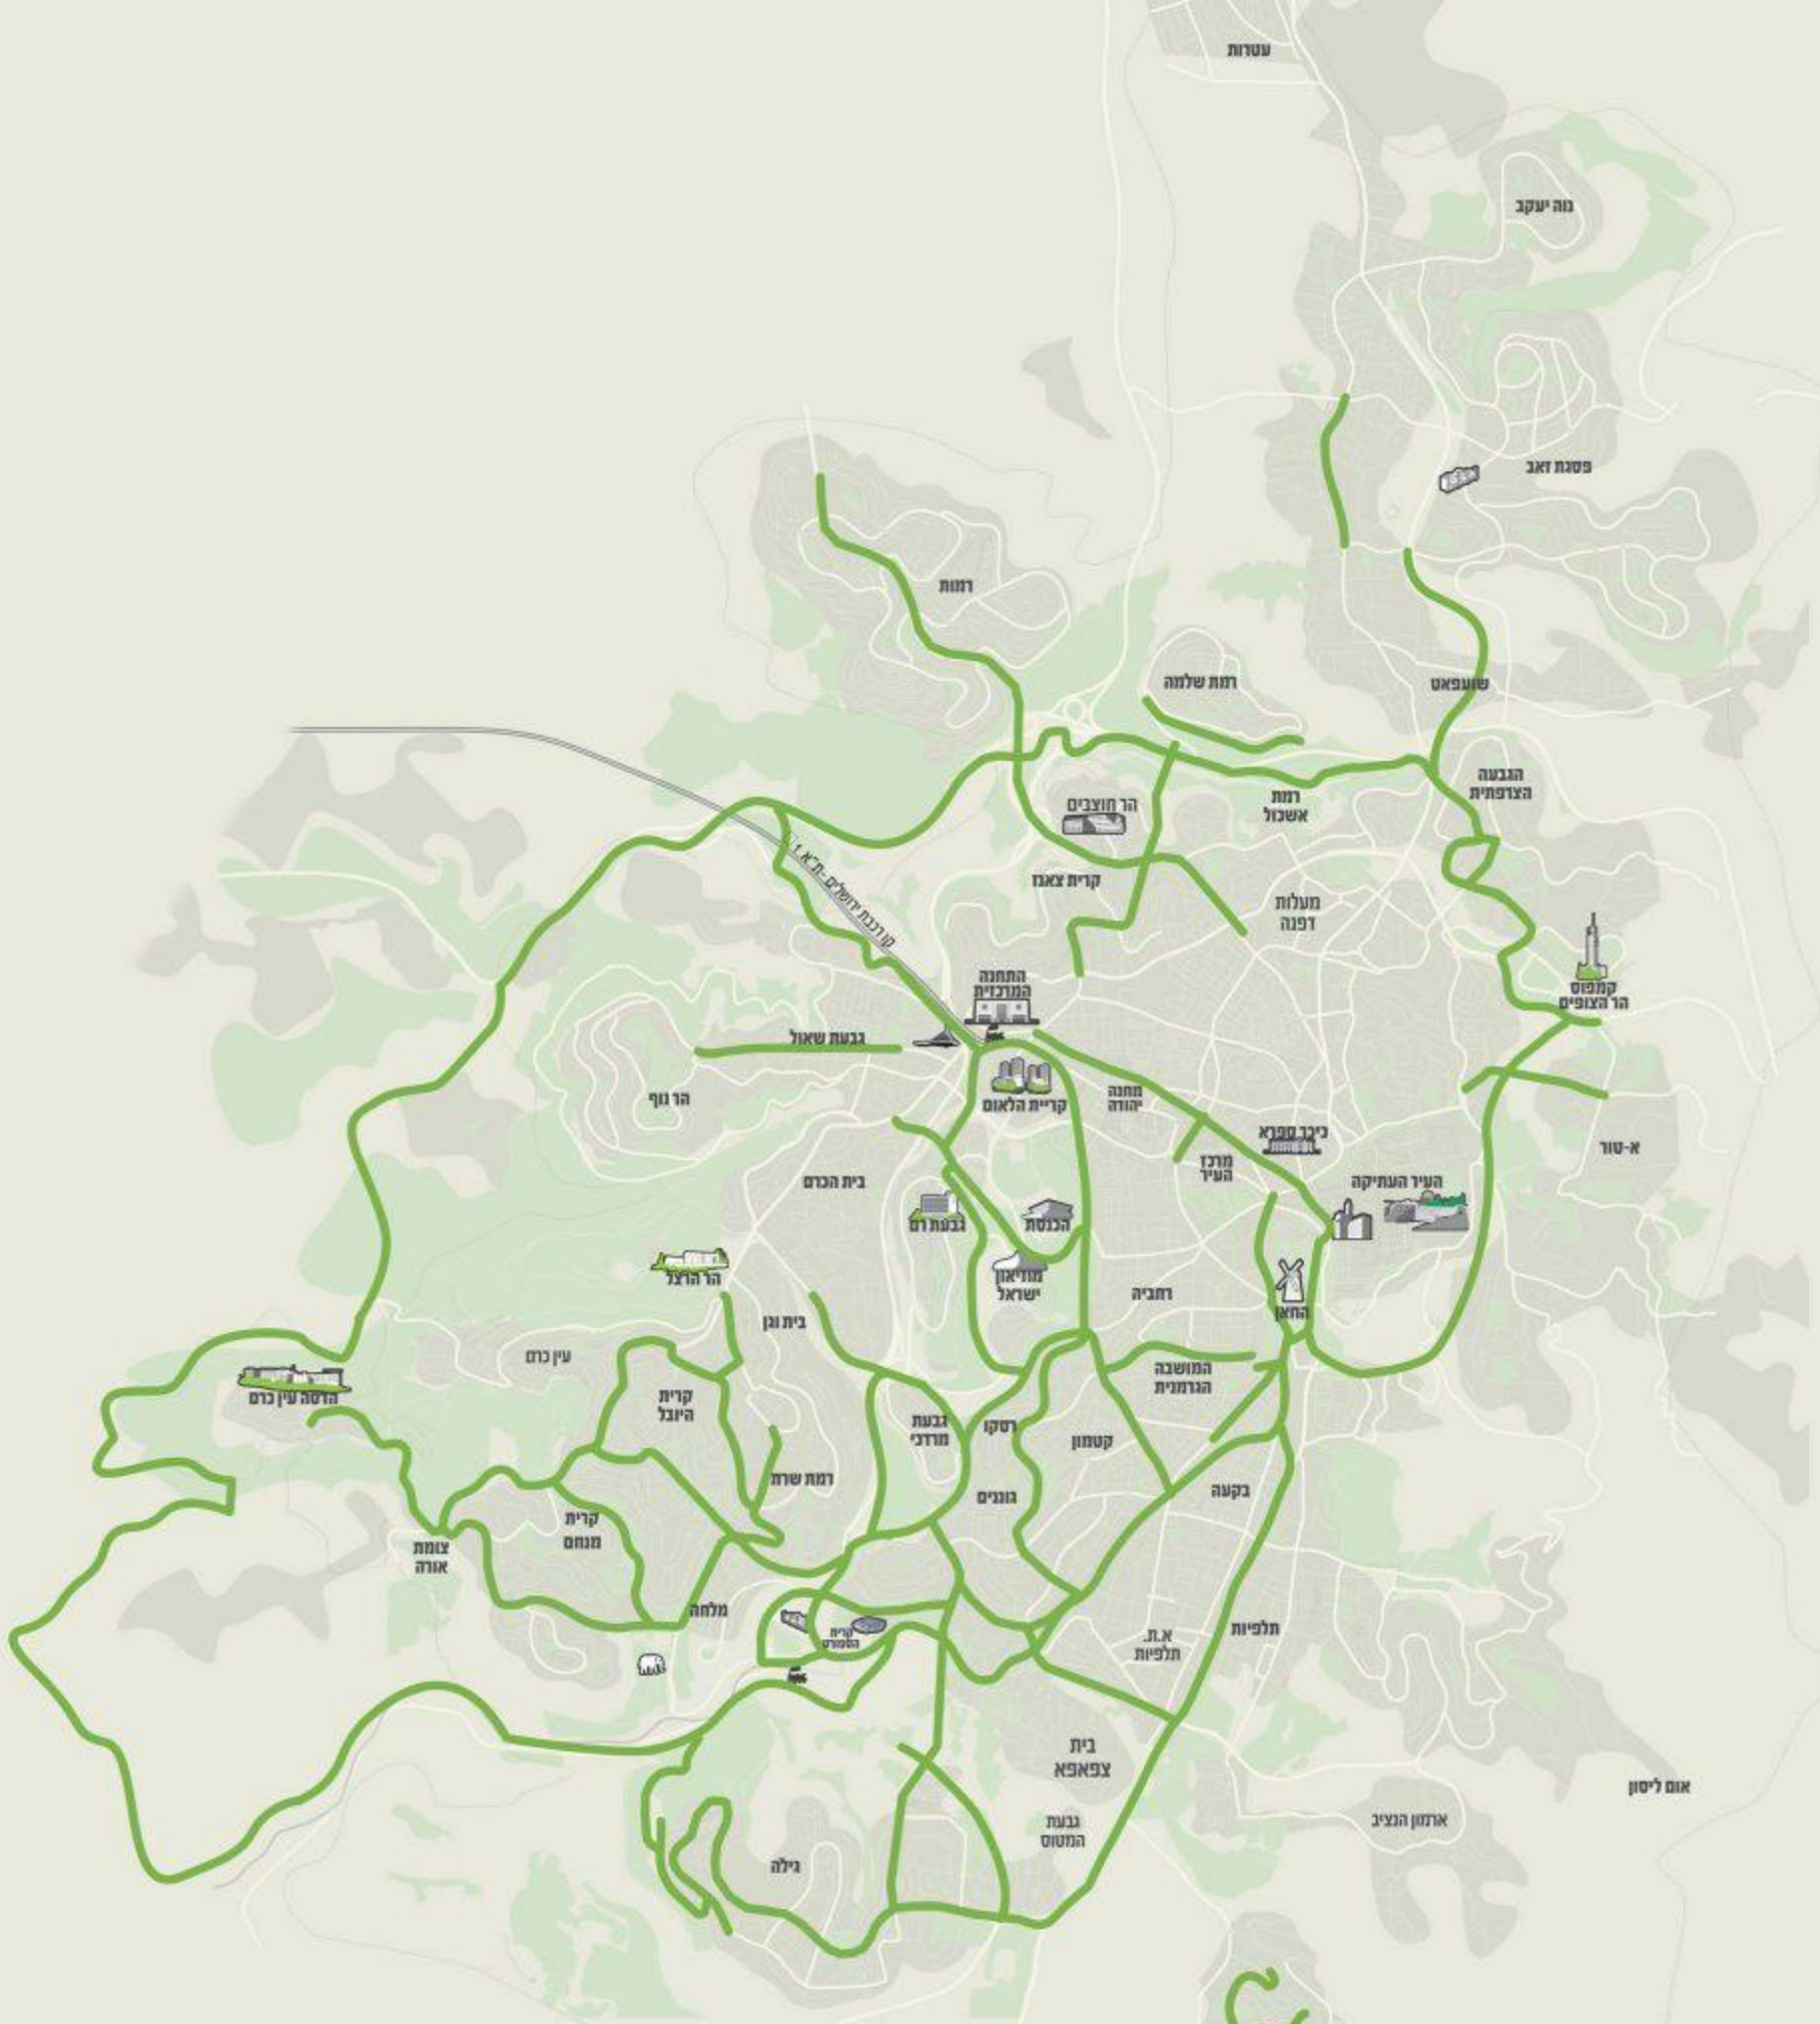 עטרות
נוה יעקב
פסגת זאב
רמות
רמת שלמה
שועפאט
הגבעה
הצרפתית
רמת
אשכול
הר חוצבים
קרית צאנז
מעלות
דפנה
קו רכבת ירושלים - ת"א 1
התחנה
המרכזית
קמפוס
הר הצופים
גבעת שאול
הר נוף
קריית הלאום
מחנה
יהודה
כיכר ספרא
א-טור
מרכז
העיר
העיר העתיקה
בית הכרם
גבעת רם
הכנסת
הר הרצל
מוזיאון
ישראל
רחביה
החאן
בית וגן
עין כרם
המושבה
הגרמנית
הדסה עין כרם
קרית
היובל
גבעת
מרדכי
רסקו
קטמון
רמת שרת
גוננים
בקעה
קרית
מנחם
צומת
אורה
מלחה
קרית
הספורט
א.ת.
תלפיות
תלפיות
בית
צפאפא
אום ליסון
גבעת
המטוס
ארמון הנציב
גילה